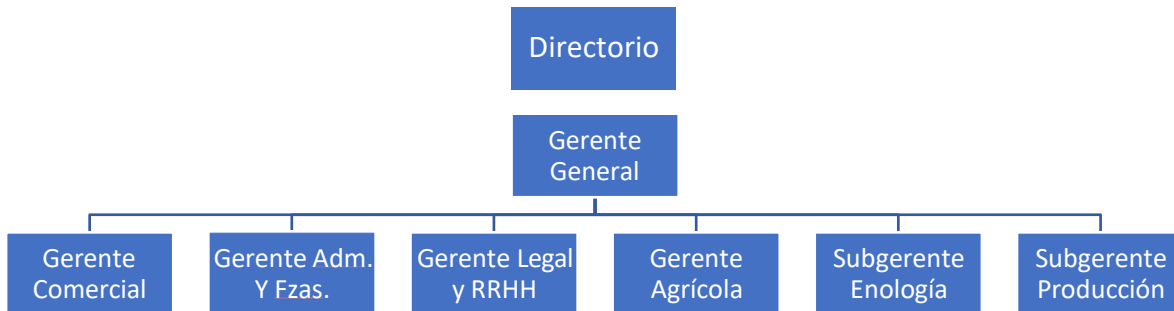 Directorio
Gerente
General
Gerente
Comercial
Gerente Adm.
Y Fzas.
Gerente Legal
y RRHH
Gerente
Agrícola
Subgerente
Enología
Subgerente
Producción